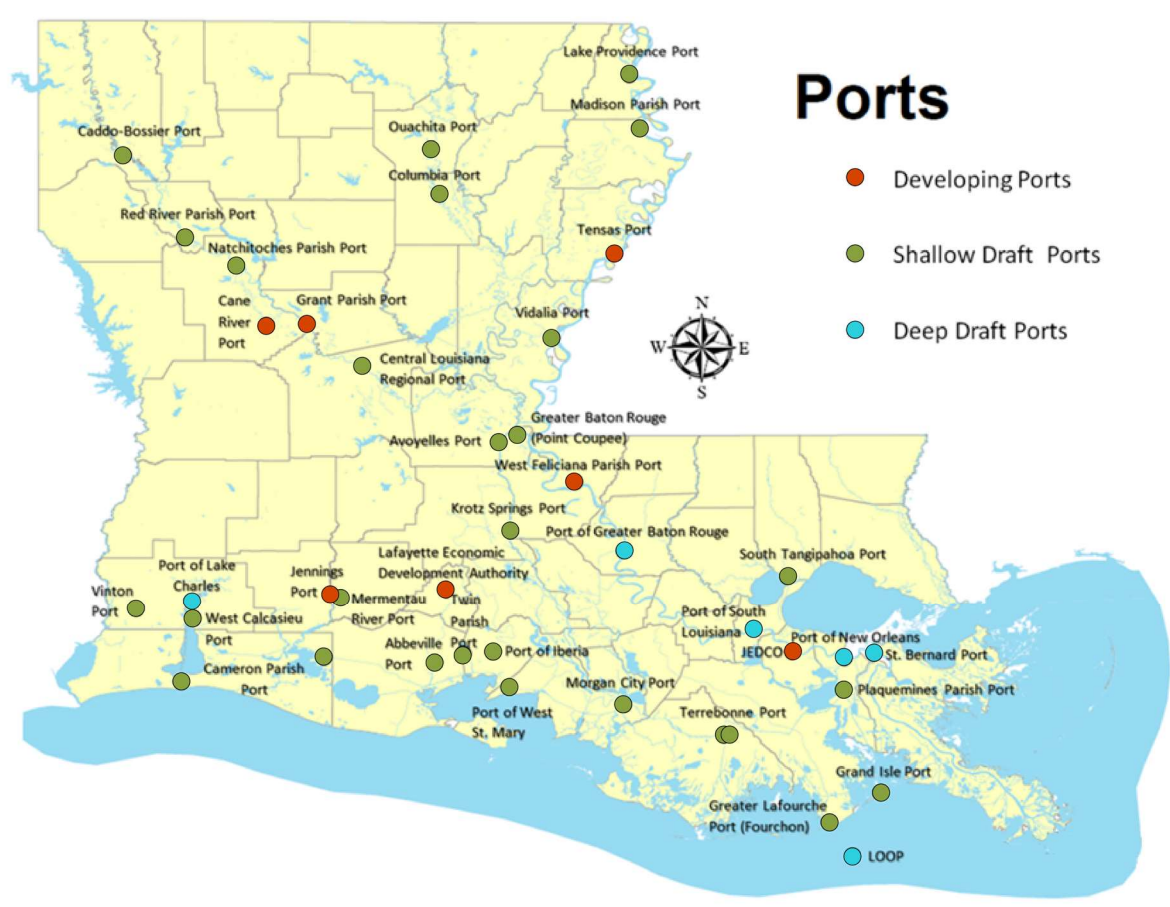 Ports
Developing Ports
Shallow Draft Ports
Deep Draft Ports
N
W
E
S
Lake Providence Port
Madison Parish Port
Caddo-Bossier Port
Ouachita Port
Columbia Port
Red River Parish Port
Tensas Port
Natchitoches Parish Port
Cane
River
Port
Grant Parish Port
Vidalia Port
Central Louisiana
Regional Port
Greater Baton Rouge
(Point Coupee)
Avoyelles Port
West Feliciana Parish Port
Krotz Springs Port
Port of Greater Baton Rouge
Lafayette Economic
Development Authority
South Tangipahoa Port
Port of Lake
Charles
Jennings
Port
Vinton
Port
Mermentau
River Port
Twin
Parish
Port
West Calcasieu
Port
Port of South
Louisiana
Port of New Orleans
JEDCO
St. Bernard Port
Abbeville
Port
Port of Iberia
Cameron Parish
Port
Morgan City Port
Plaquemines Parish Port
Port of West
St. Mary
Terrebonne Port
Grand Isle Port
Greater Lafourche
Port (Fourchon)
LOOP